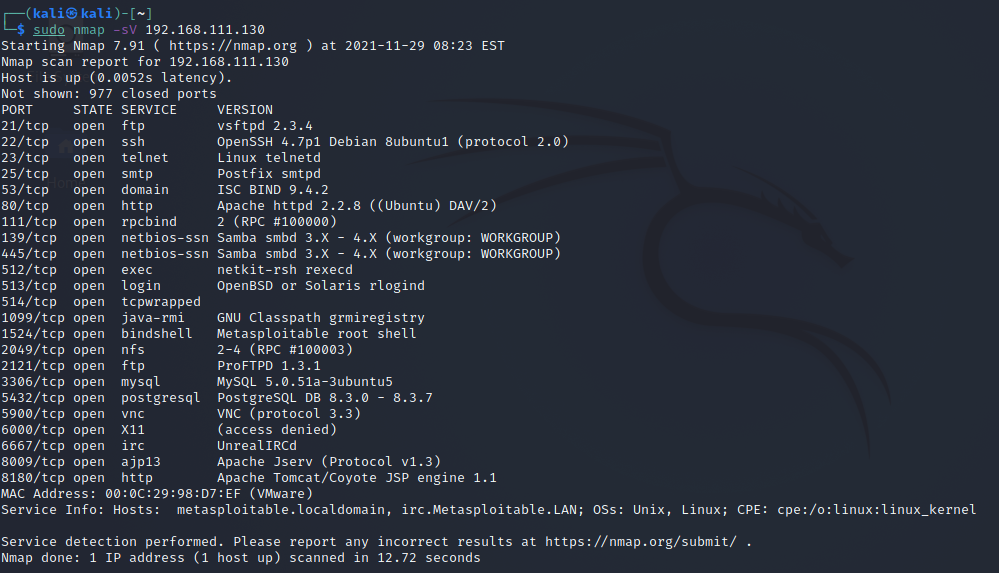 ┌──(kali㉿kali)-[~]
└─$ sudo nmap -sV 192.168.111.130
Starting Nmap 7.91 ( https://nmap.org ) at 2021-11-29 08:23 EST
Nmap scan report for 192.168.111.130
Host is up (0.0052s latency).
Not shown: 977 closed ports
PORT     STATE SERVICE     VERSION
21/tcp   open  ftp         vsftpd 2.3.4
22/tcp   open  ssh         OpenSSH 4.7p1 Debian 8ubuntu1 (protocol 2.0)
23/tcp   open  telnet      Linux telnetd
25/tcp   open  smtp        Postfix smtpd
53/tcp   open  domain      ISC BIND 9.4.2
80/tcp   open  http        Apache httpd 2.2.8 ((Ubuntu) DAV/2)
111/tcp  open  rpcbind     2 (RPC #100000)
139/tcp  open  netbios-ssn Samba smbd 3.X - 4.X (workgroup: WORKGROUP)
445/tcp  open  netbios-ssn Samba smbd 3.X - 4.X (workgroup: WORKGROUP)
512/tcp  open  exec        netkit-rsh rexecd
513/tcp  open  login       OpenBSD or Solaris rlogind
514/tcp  open  tcpwrapped
1099/tcp open  java-rmi    GNU Classpath grmiregistry
1524/tcp open  bindshell   Metasploitable root shell
2049/tcp open  nfs         2-4 (RPC #100003)
2121/tcp open  ftp         ProFTPD 1.3.1
3306/tcp open  mysql       MySQL 5.0.51a-3ubuntu5
5432/tcp open  postgresql  PostgreSQL DB 8.3.0 - 8.3.7
5900/tcp open  vnc         VNC (protocol 3.3)
6000/tcp open  X11         (access denied)
6667/tcp open  irc         UnrealIRCd
8009/tcp open  ajp13       Apache Jserv (Protocol v1.3)
8180/tcp open  http        Apache Tomcat/Coyote JSP engine 1.1
MAC Address: 00:0C:29:98:D7:EF (VMware)
Service Info: Hosts:  metasploitable.localdomain, irc.Metasploitable.LAN; OSs: Unix, Linux; CPE: cpe:/o:linux:linux_kernel

Service detection performed. Please report any incorrect results at https://nmap.org/submit/ .
Nmap done: 1 IP address (1 host up) scanned in 12.72 seconds